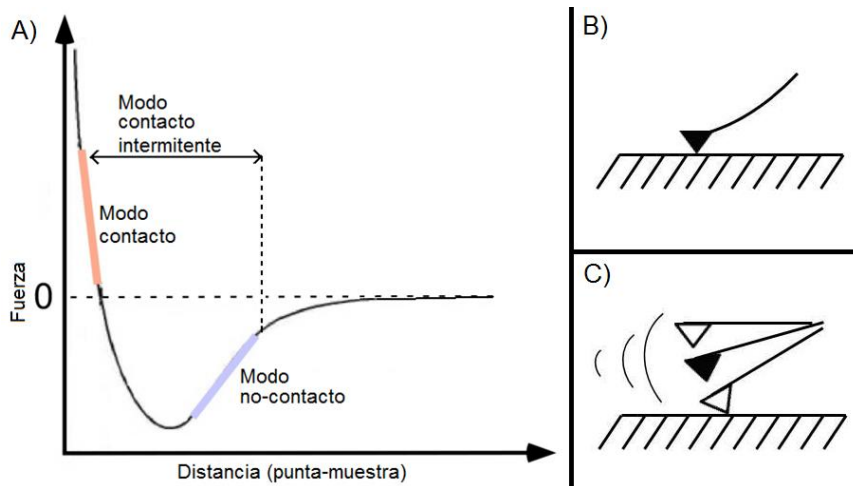 A)
Modo
contacto
intermitente
Modo
contacto
Fuerza
0
Modo
no-contacto
Distancia (punta-muestra)
B)
C)